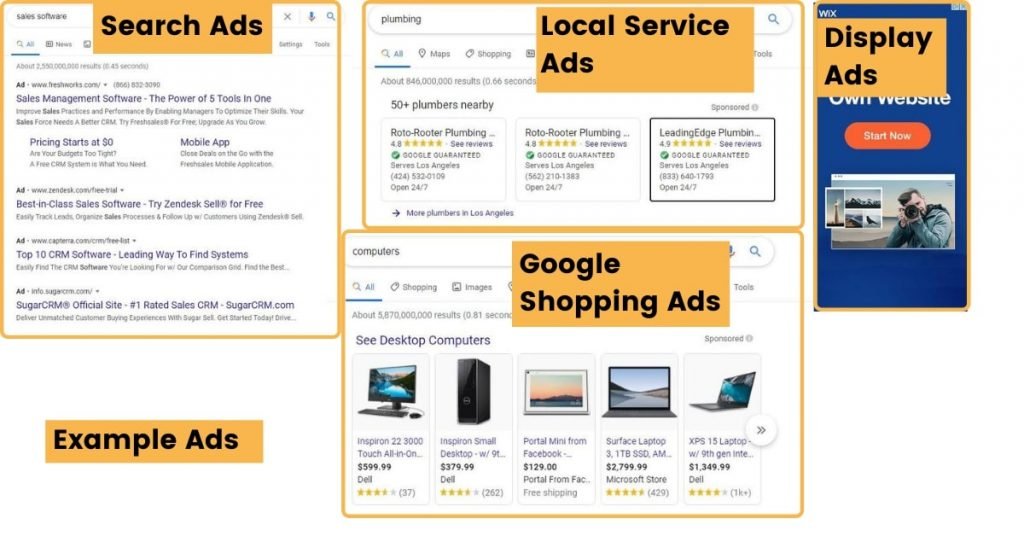 sales software
Search Ads
All
News
Settings
Tools
About 2,550,000,000 results (0.45 seconds)
Ad · www.freshworks.com/ (866) 832-3090
Sales Management Software - The Power of 5 Tools In One
Improve Sales Practices and Performance By Enabling Managers To Optimize Their Skills. Your
Sales Force Needs A Better CRM. Try Freshsales® For Free; Upgrade As You Grow.
Pricing Starts at $0
Are Your Budgets Too Tight?
A Free CRM System is What You Need.
Mobile App
Close Deals on the Go with the
Freshsales Mobile Application.
Ad · www.zendesk.com/free-trial
Best-in-Class Sales Software - Try Zendesk Sell® for Free
Easily Track Leads, Organize Sales Processes & Follow Up w/ Customers Using Zendesk® Sell.
Ad · www.capterra.com/crm/free-list
Top 10 CRM Software - Leading Way To Find Systems
Easily Find The CRM Software You're Looking For w/ Our Comparison Grid. Find the Best...
Ad · info.sugarcrm.com/
SugarCRM® Official Site - #1 Rated Sales CRM - SugarCRM.com
Deliver Unmatched Customer Buying Experiences With Sugar Sell. Get Started Today! Drive...
plumbing
Local Service
Ads
All
Maps
Shopping
Tools
About 846,000,000 results (0.66 seconds)
50+ plumbers nearby
Sponsored
Roto-Rooter Plumbing ...
4.8 · See reviews
GOOGLE GUARANTEED
Serves Los Angeles
(424) 532-0109
Open 24/7
Roto-Rooter Plumbing ...
4.8 · See reviews
GOOGLE GUARANTEED
Serves Los Angeles
(562) 210-1383
Open 24/7
LeadingEdge Plumbin...
4.9 · See reviews
GOOGLE GUARANTEED
Serves Los Angeles
(833) 640-1793
Open 24/7
More plumbers in Los Angeles
WiX
Display
Ads
Own Website
Start Now
computers
Google
Shopping Ads
All
Shopping
Images
Tools
About 5,870,000,000 results (0.81
See Desktop Computers
Sponsored
Inspiron 22 3000
Touch All-in-On...
$599.99
Dell
(37)
Inspiron Small
Desktop - w/ 9t...
$379.99
Dell
(262)
Portal Mini from
Facebook -...
$129.00
Portal From Fac...
Free shipping
Surface Laptop
3, 1TB SSD, AM...
$2,799.99
Microsoft Store
(429)
XPS 15 Laptop -
w/ 9th gen Inte...
$1,349.99
Dell
(1k+)
Example Ads